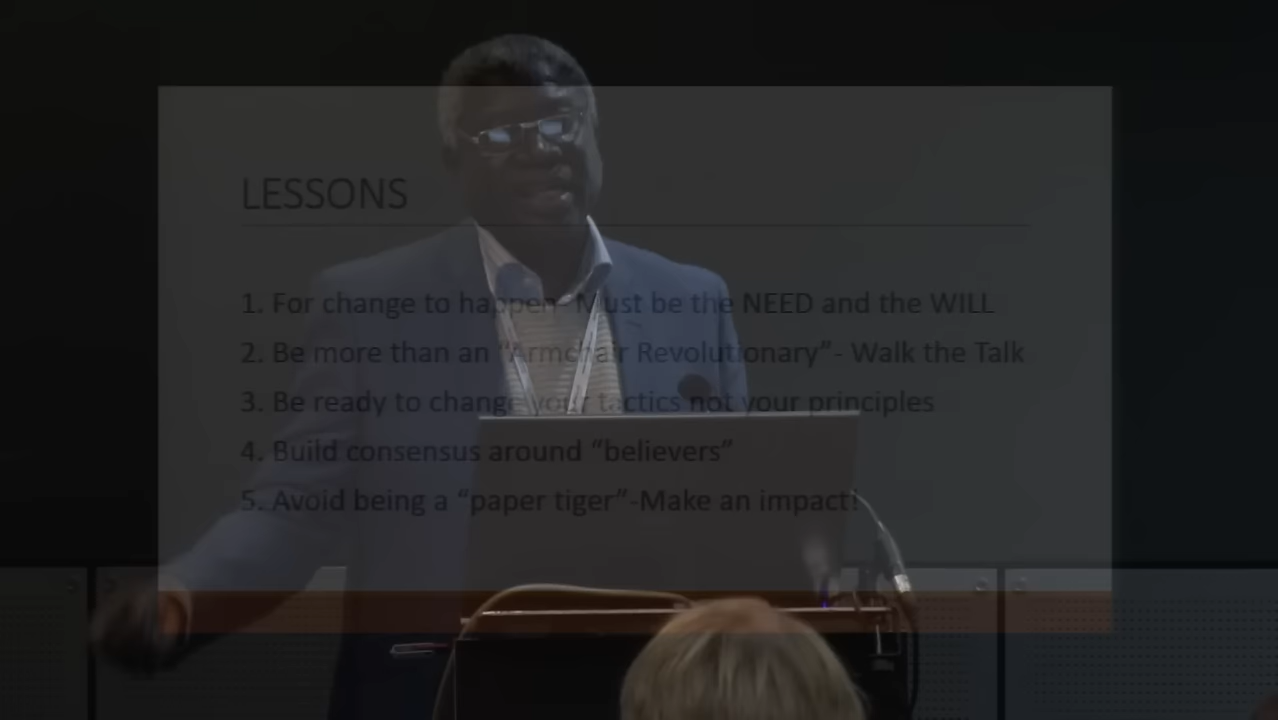 LESSONS
1. For change to happen- Must be the NEED and the WILL
2. Be more than an “Armchair Revolutionary”- Walk the Talk
3. Be ready to change your tactics not your principles
4. Build consensus around “believers”
5. Avoid being a “paper tiger”-Make an impact!